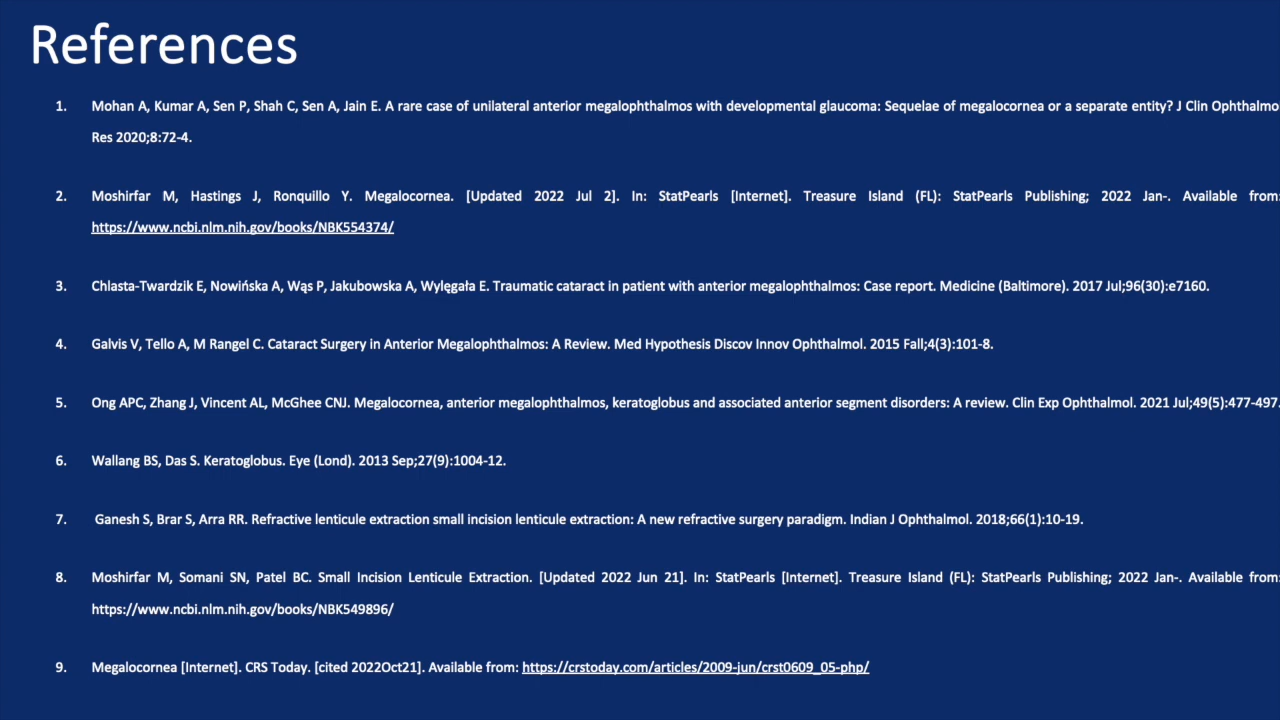 References
1. Mohan A, Kumar A, Sen P, Shah C, Sen A, Jain E. A rare case of unilateral anterior megalophthalmos with developmental glaucoma: Sequelae of megalocornea or a separate entity? J Clin Ophthalmo
Res 2020;8:72-4.
2. Moshirfar M, Hastings J, Ronquillo Y. Megalocornea. [Updated 2022 Jul 2]. In: StatPearls [Internet]. Treasure Island (FL): StatPearls Publishing; 2022 Jan-. Available from:
https://www.ncbi.nlm.nih.gov/books/NBK554374/
3. Chlasta-Twardzik E, Nowińska A, Wąs P, Jakubowska A, Wylęgała E. Traumatic cataract in patient with anterior megalophthalmos: Case report. Medicine (Baltimore). 2017 Jul;96(30):e7160.
4. Galvis V, Tello A, M Rangel C. Cataract Surgery in Anterior Megalophthalmos: A Review. Med Hypothesis Discov Innov Ophthalmol. 2015 Fall;4(3):101-8.
5. Ong APC, Zhang J, Vincent AL, McGhee CNJ. Megalocornea, anterior megalophthalmos, keratoglobus and associated anterior segment disorders: A review. Clin Exp Ophthalmol. 2021 Jul;49(5):477-497.
6. Wallang BS, Das S. Keratoglobus. Eye (Lond). 2013 Sep;27(9):1004-12.
7. Ganesh S, Brar S, Arra RR. Refractive lenticule extraction small incision lenticule extraction: A new refractive surgery paradigm. Indian J Ophthalmol. 2018;66(1):10-19.
8. Moshirfar M, Somani SN, Patel BC. Small Incision Lenticule Extraction. [Updated 2022 Jun 21]. In: StatPearls [Internet]. Treasure Island (FL): StatPearls Publishing; 2022 Jan-. Available from:
https://www.ncbi.nlm.nih.gov/books/NBK549896/
9. Megalocornea [Internet]. CRS Today. [cited 2022Oct21]. Available from: https://crstoday.com/articles/2009-jun/crst0609_05-php/